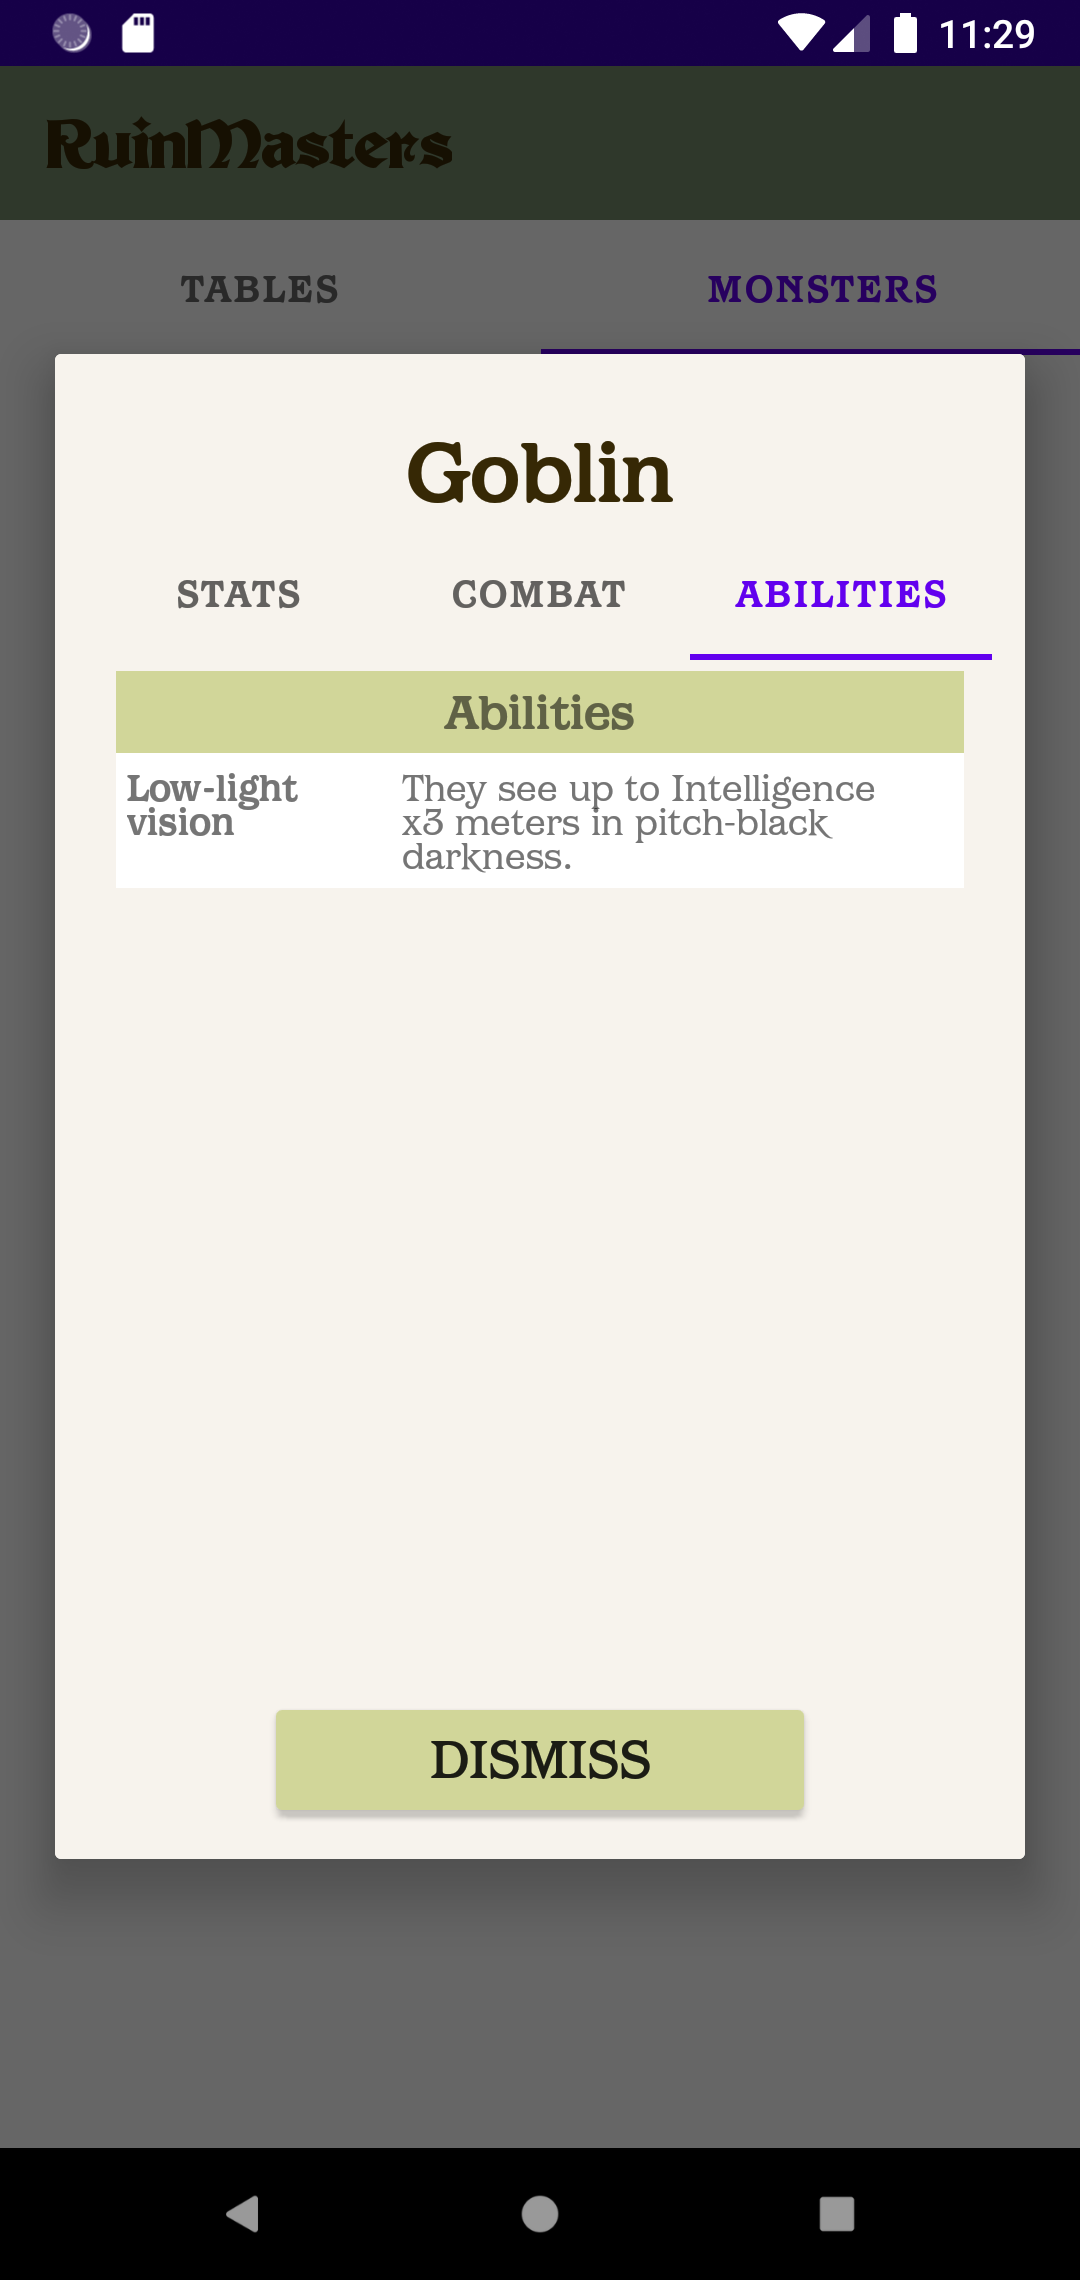 11:29
RuinMasters
TABLES MONSTERS
Goblin
STATS COMBAT ABILITIES
Abilities
Low-light vision They see up to Intelligence
x3 meters in pitch-black
darkness.
DISMISS